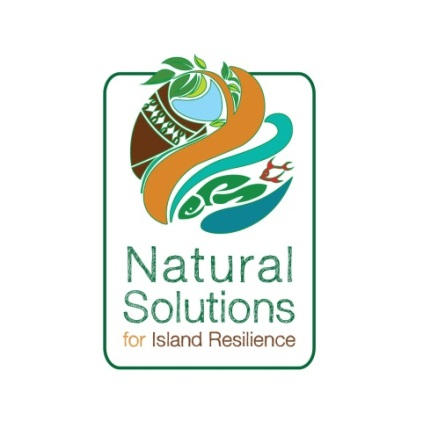 Natural
Solutions
for Island Resilience